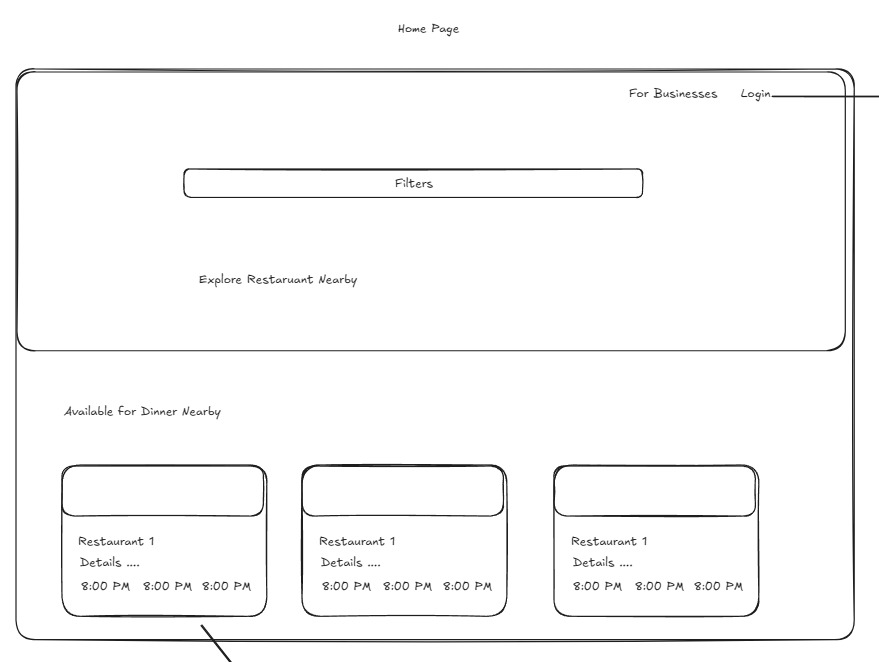 Home Page
For Businesses Login
Filters
Explore Restaruant Nearby
Available for Dinner Nearby
Restaurant 1
Details ....
8:00 PM 8:00 PM 8:00 PM
Restaurant 1
Details ....
8:00 PM 8:00 PM 8:00 PM
Restaurant 1
Details ....
8:00 PM 8:00 PM 8:00 PM